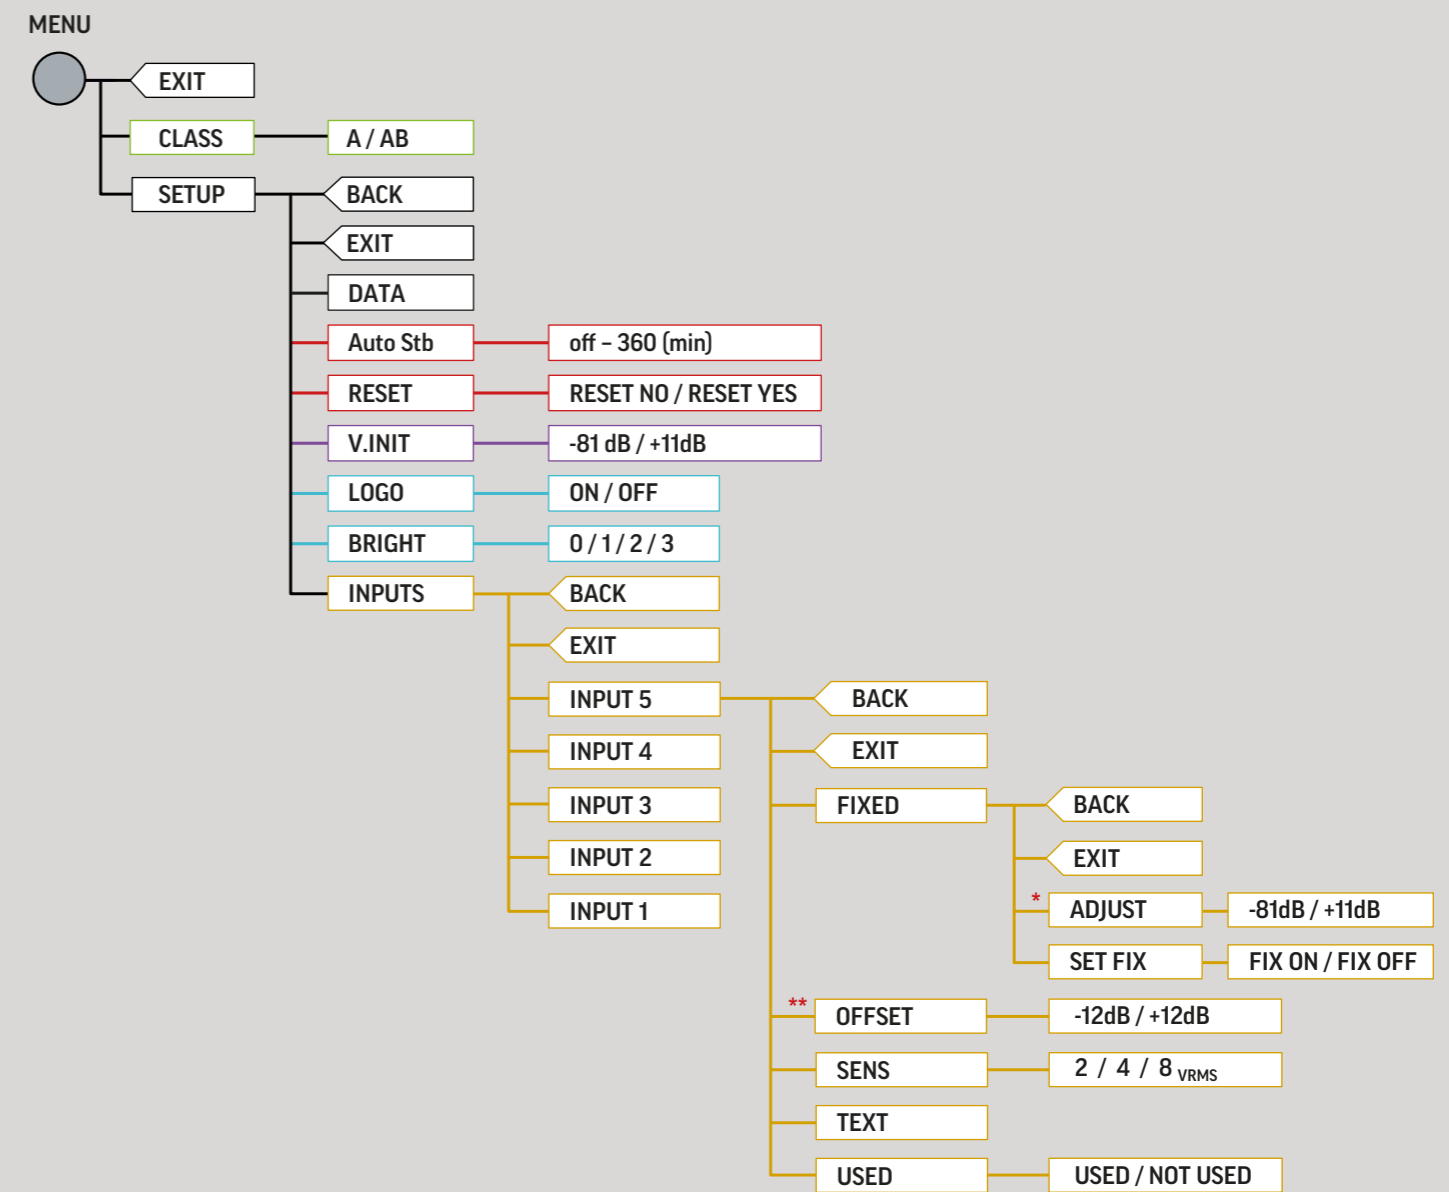 MENU
EXIT
CLASS A / AB
SETUP BACK
EXIT
DATA
Auto Stb off – 360 (min)
RESET RESET NO / RESET YES
V.INIT -81 dB / +11dB
LOGO ON / OFF
BRIGHT 0 / 1 / 2 / 3
INPUTS BACK
EXIT
INPUT 5 BACK
INPUT 4 EXIT
INPUT 3 FIXED BACK
INPUT 2 EXIT
INPUT 1 * ADJUST -81dB / +11dB
SET FIX FIX ON / FIX OFF
** OFFSET -12dB / +12dB
SENS 2 / 4 / 8 VRMS
TEXT
USED USED / NOT USED